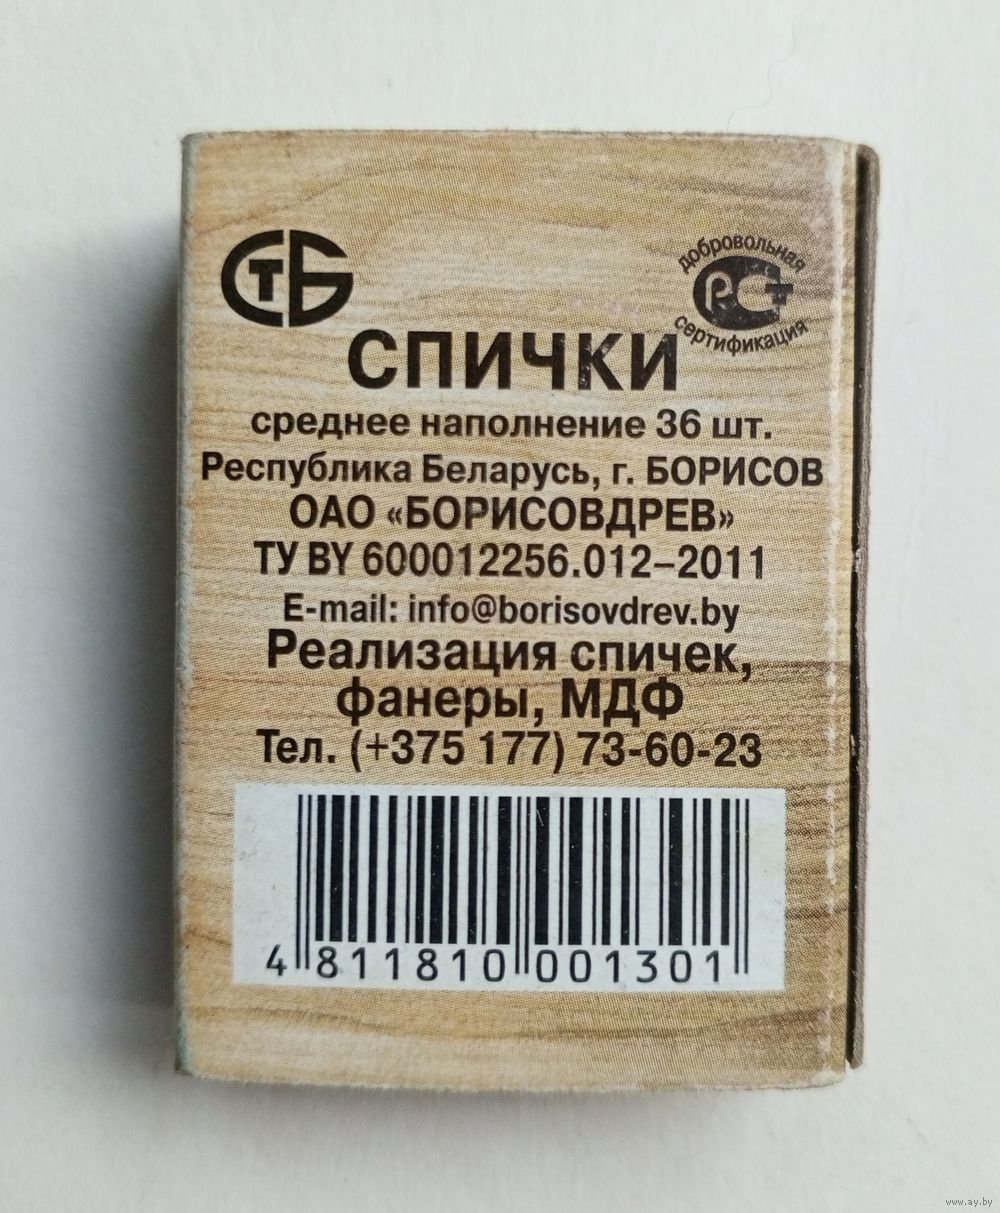 СТБ
добровольная
РСТ
сертификация
СПИЧКИ
среднее наполнение 36 шт.
Республика Беларусь, г. БОРИСОВ
ОАО «БОРИСОВДРЕВ»
ТУ BY 600012256.012–2011
E-mail: info@borisovdrev.by
Реализация спичек,
фанеры, МДФ
Тел. (+375 177) 73-60-23
4 811810 001301
www.ay.by